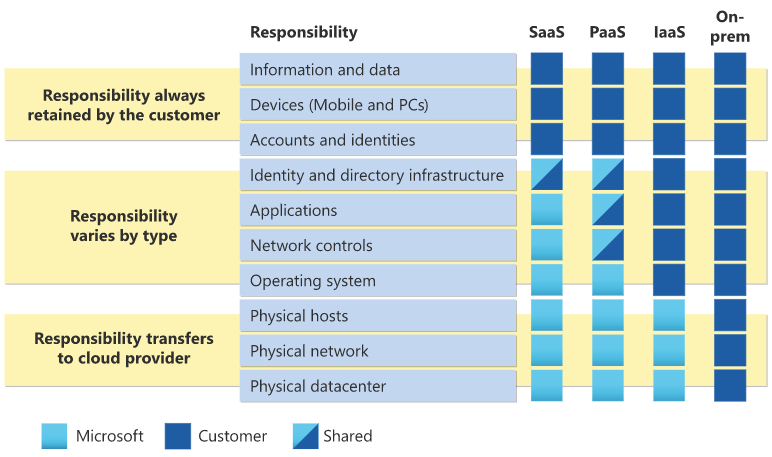 Responsibility SaaS PaaS IaaS On-
prem
Information and data
Responsibility always
retained by the customer
Devices (Mobile and PCs)
Accounts and identities
Identity and directory infrastructure
Responsibility
varies by type
Applications
Network controls
Operating system
Physical hosts
Responsibility transfers
to cloud provider
Physical network
Physical datacenter
Microsoft Customer Shared